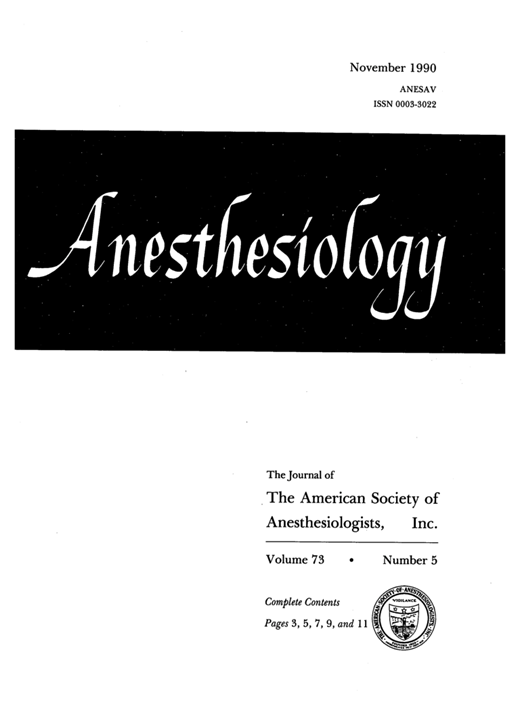 November 1990
ANESAV
ISSN 0003-3022
Anesthesiology
The Journal of
The American Society of
Anesthesiologists, Inc.
Volume 73 • Number 5
Complete Contents
Pages 3, 5, 7, 9, and 11
THE AMERICAN SOCIETY-OF-ANESTHESIOLOGISTS, INC.
VIGILANCE